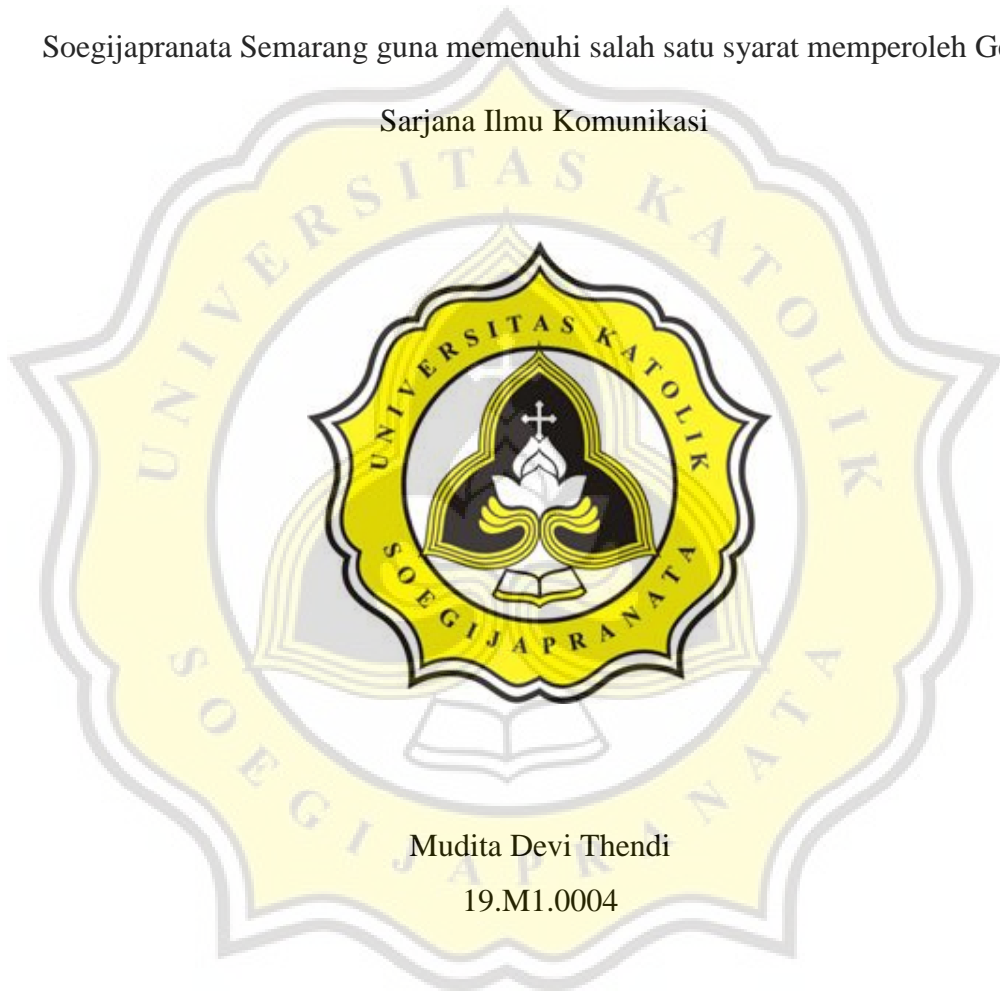 Soegijapranata Semarang guna memenuhi salah satu syarat memperoleh
Sarjana Ilmu Komunikasi
UNIVERSITAS KATOLIK
SOEGIJAPRANATA
UNIVERSITAS KATOLIK
SOEGIJAPRANATA
Mudita Devi Thendi
19.M1.0004